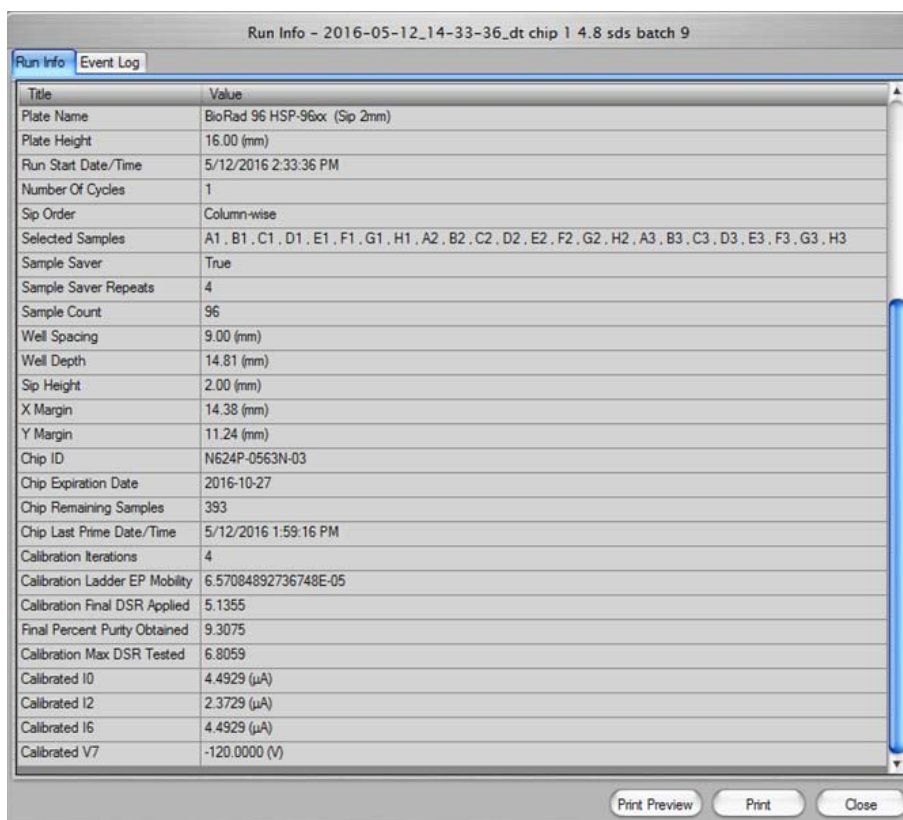 Run Info - 2016-05-12_14-33-36_dt chip 1 4.8 sds batch 9
Run Info Event Log
Title Value
Plate Name BioRad 96 HSP-96xx (Sip 2mm)
Plate Height 16.00 (mm)
Run Start Date/Time 5/12/2016 2:33:36 PM
Number Of Cycles 1
Sip Order Column-wise
Selected Samples A1 , B1 , C1 , D1 , E1 , F1 , G1 , H1 , A2 , B2 , C2 , D2 , E2 , F2 , G2 , H2 , A3 , B3 , C3 , D3 , E3 , F3 , G3 , H3
Sample Saver True
Sample Saver Repeats 4
Sample Count 96
Well Spacing 9.00 (mm)
Well Depth 14.81 (mm)
Sip Height 2.00 (mm)
X Margin 14.38 (mm)
Y Margin 11.24 (mm)
Chip ID N624P-0563N-03
Chip Expiration Date 2016-10-27
Chip Remaining Samples 393
Chip Last Prime Date/Time 5/12/2016 1:59:16 PM
Calibration Iterations 4
Calibration Ladder EP Mobility 6.57084892736748E-05
Calibration Final DSR Applied 5.1355
Final Percent Purity Obtained 9.3075
Calibration Max DSR Tested 6.8059
Calibrated I0 4.4929 (µA)
Calibrated I2 2.3729 (µA)
Calibrated I6 4.4929 (µA)
Calibrated V7 -120.0000 (V)
Print Preview Print Close